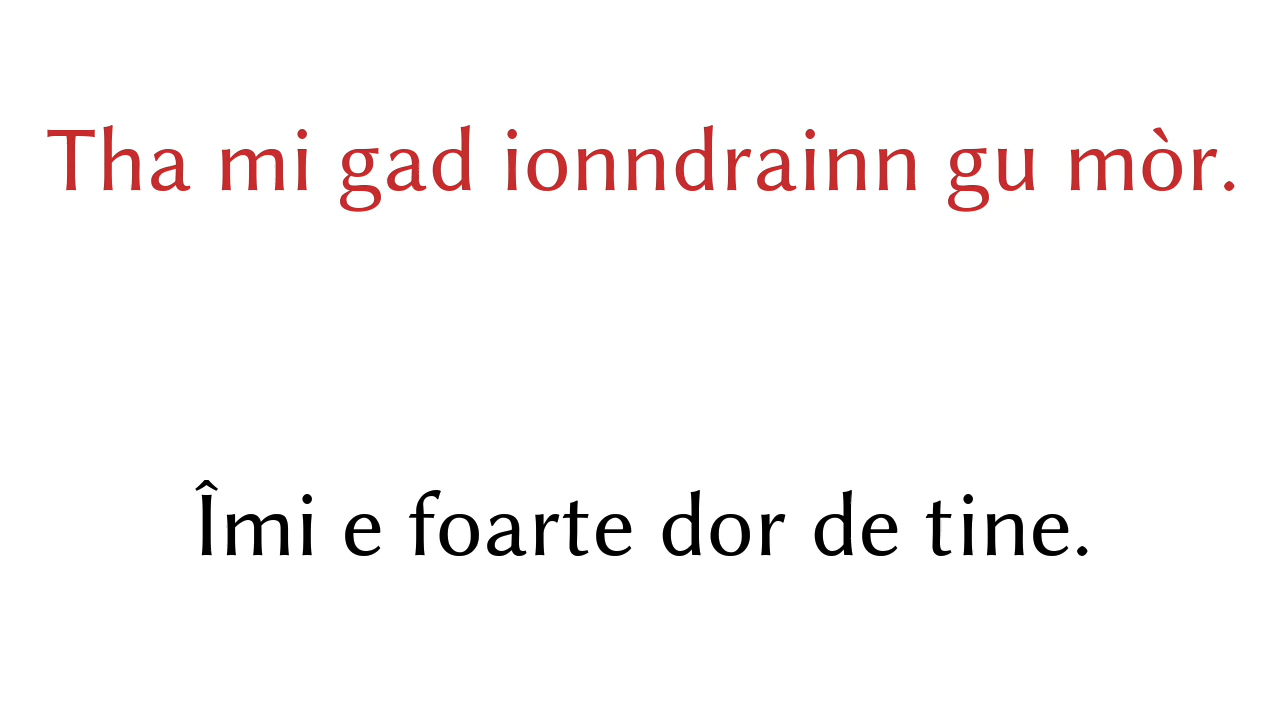 Tha mi gad ionndrainn gu mòr.
Îmi e foarte dor de tine.